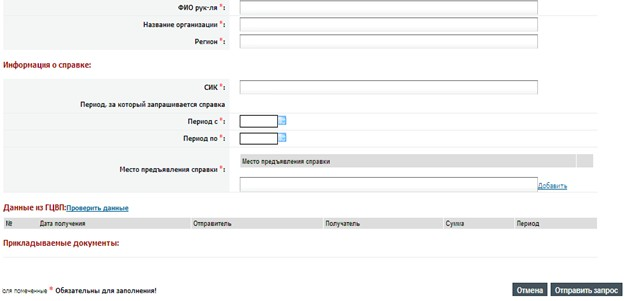 ФИО рук-ля *:
Название организации *:
Регион *:
Информация о справке:
СИК *:
Период, за который запрашивается справка
Период с *:
Период по *:
Место предъявления справки
Место предъявления справки *:
Добавить
Данные из ГЦВП:Проверить данные
№ Дата получения Отправитель Получатель Сумма Период
Прикладываемые документы:
оля помеченные * Обязательны для заполнения!
Отмена Отправить запрос